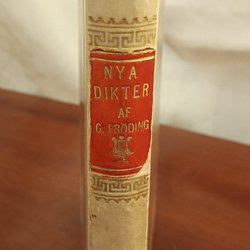 NYA
DIKTER
AF
G. FRÖDING